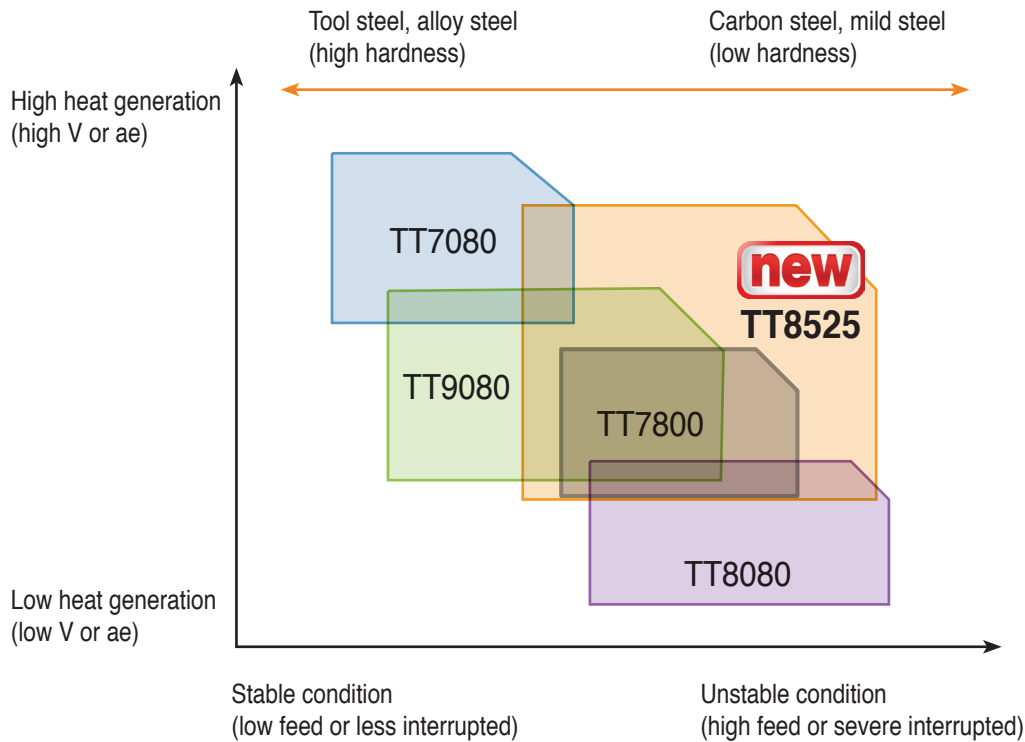 Tool steel, alloy steel
(high hardness)
Carbon steel, mild steel
(low hardness)
High heat generation
(high V or ae)
TT7080
new
TT8525
TT9080
TT7800
TT8080
Low heat generation
(low V or ae)
Stable condition
(low feed or less interrupted)
Unstable condition
(high feed or severe interrupted)